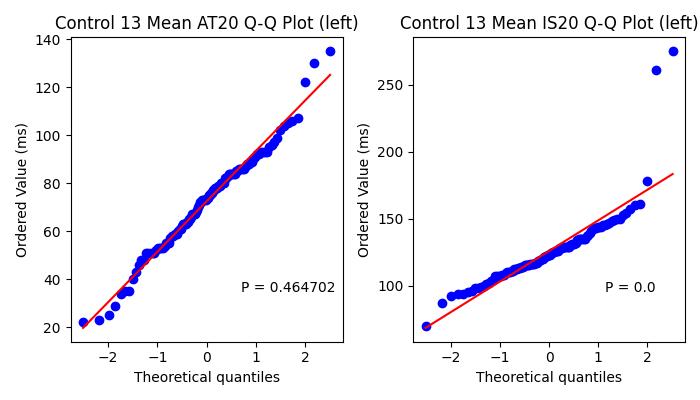 Control 13 Mean AT20 Q-Q Plot (left)
140
120
100
80
60
40
20
Ordered Value (ms)
P = 0.464702
−2
−1
0
1
2
Theoretical quantiles
Control 13 Mean IS20 Q-Q Plot (left)
250
200
150
100
Ordered Value (ms)
P = 0.0
−2
−1
0
1
2
Theoretical quantiles